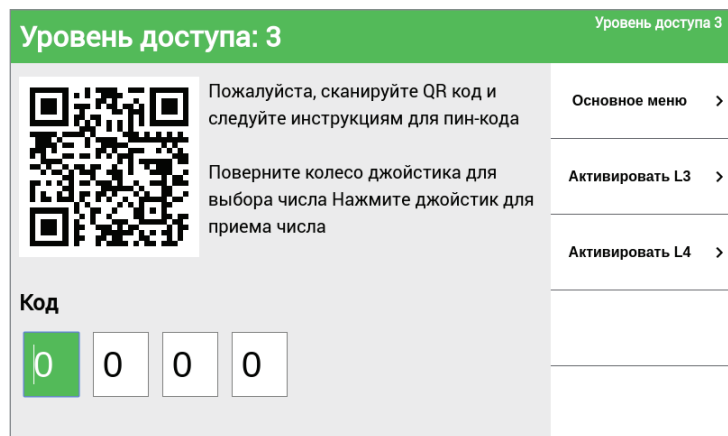 Уровень доступа: 3
Уровень доступа 3
Пожалуйста, сканируйте QR код и
следуйте инструкциям для пин-кода
Поверните колесо джойстика для
выбора числа Нажмите джойстик для
приема числа
Код
0 0 0 0
Основное меню
Активировать L3
Активировать L4